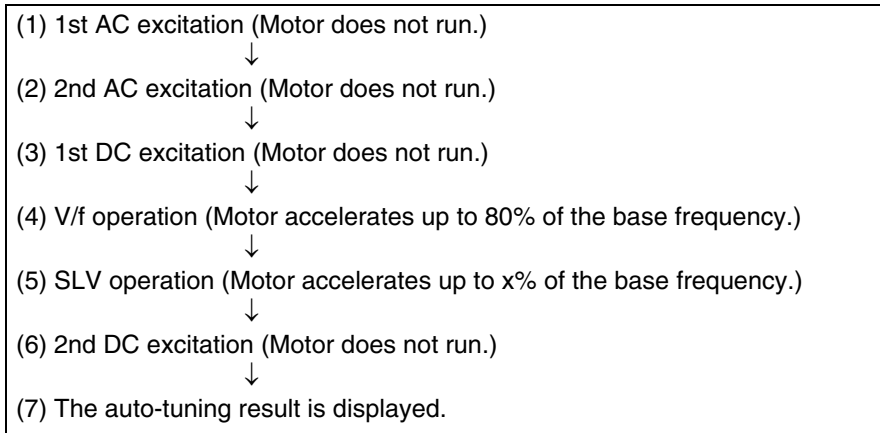 (1) 1st AC excitation (Motor does not run.)
↓
(2) 2nd AC excitation (Motor does not run.)
↓
(3) 1st DC excitation (Motor does not run.)
↓
(4) V/f operation (Motor accelerates up to 80% of the base frequency.)
↓
(5) SLV operation (Motor accelerates up to x% of the base frequency.)
↓
(6) 2nd DC excitation (Motor does not run.)
↓
(7) The auto-tuning result is displayed.